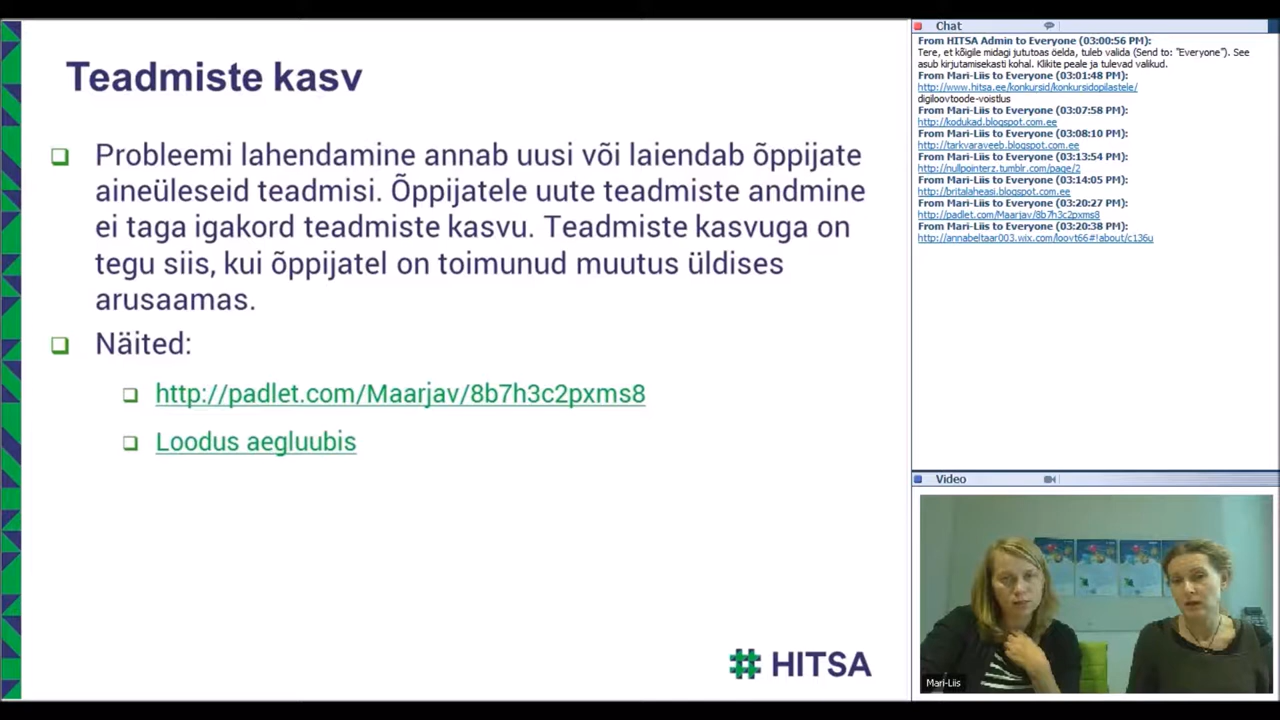 Teadmiste kasv
Probleemi lahendamine annab uusi või laiendab õppijate
aineüleseid teadmisi. Õppijatele uute teadmiste andmine
ei taga igakord teadmiste kasvu. Teadmiste kasvuga on
tegu siis, kui õppijatel on toimunud muutus üldises
arusaamas.
Näited:
http://padlet.com/Maarjav/8b7h3c2pxms8
Loodus aegluubis
HITSA
Chat
From HITSA Admin to Everyone (03:00:56 PM):
Tere, et kõigile midagi jututoas öelda, tuleb valida (Send to: "Everyone"). See
asub kirjutamisekasti kohal. Klikite peale ja tulevad valikud.
From Mari-Liis to Everyone (03:01:48 PM):
http://www.hitsa.ee/konkursid/konkursidopilastele/
digiloovtoode-voistlus
From Mari-Liis to Everyone (03:07:58 PM):
http://kodukad.blogspot.com.ee
From Mari-Liis to Everyone (03:08:10 PM):
http://tarkvaraveeb.blogspot.com.ee
From Mari-Liis to Everyone (03:13:54 PM):
http://nullpointerz.tumblr.com/page/2
From Mari-Liis to Everyone (03:14:05 PM):
http://britalaheasi.blogspot.com.ee
From Mari-Liis to Everyone (03:20:27 PM):
http://padlet.com/Maarjav/8b7h3c2pxms8
From Mari-Liis to Everyone (03:20:38 PM):
http://annabeltaar003.wix.com/loovt66#!about/c136u
Video
Mari-Liis